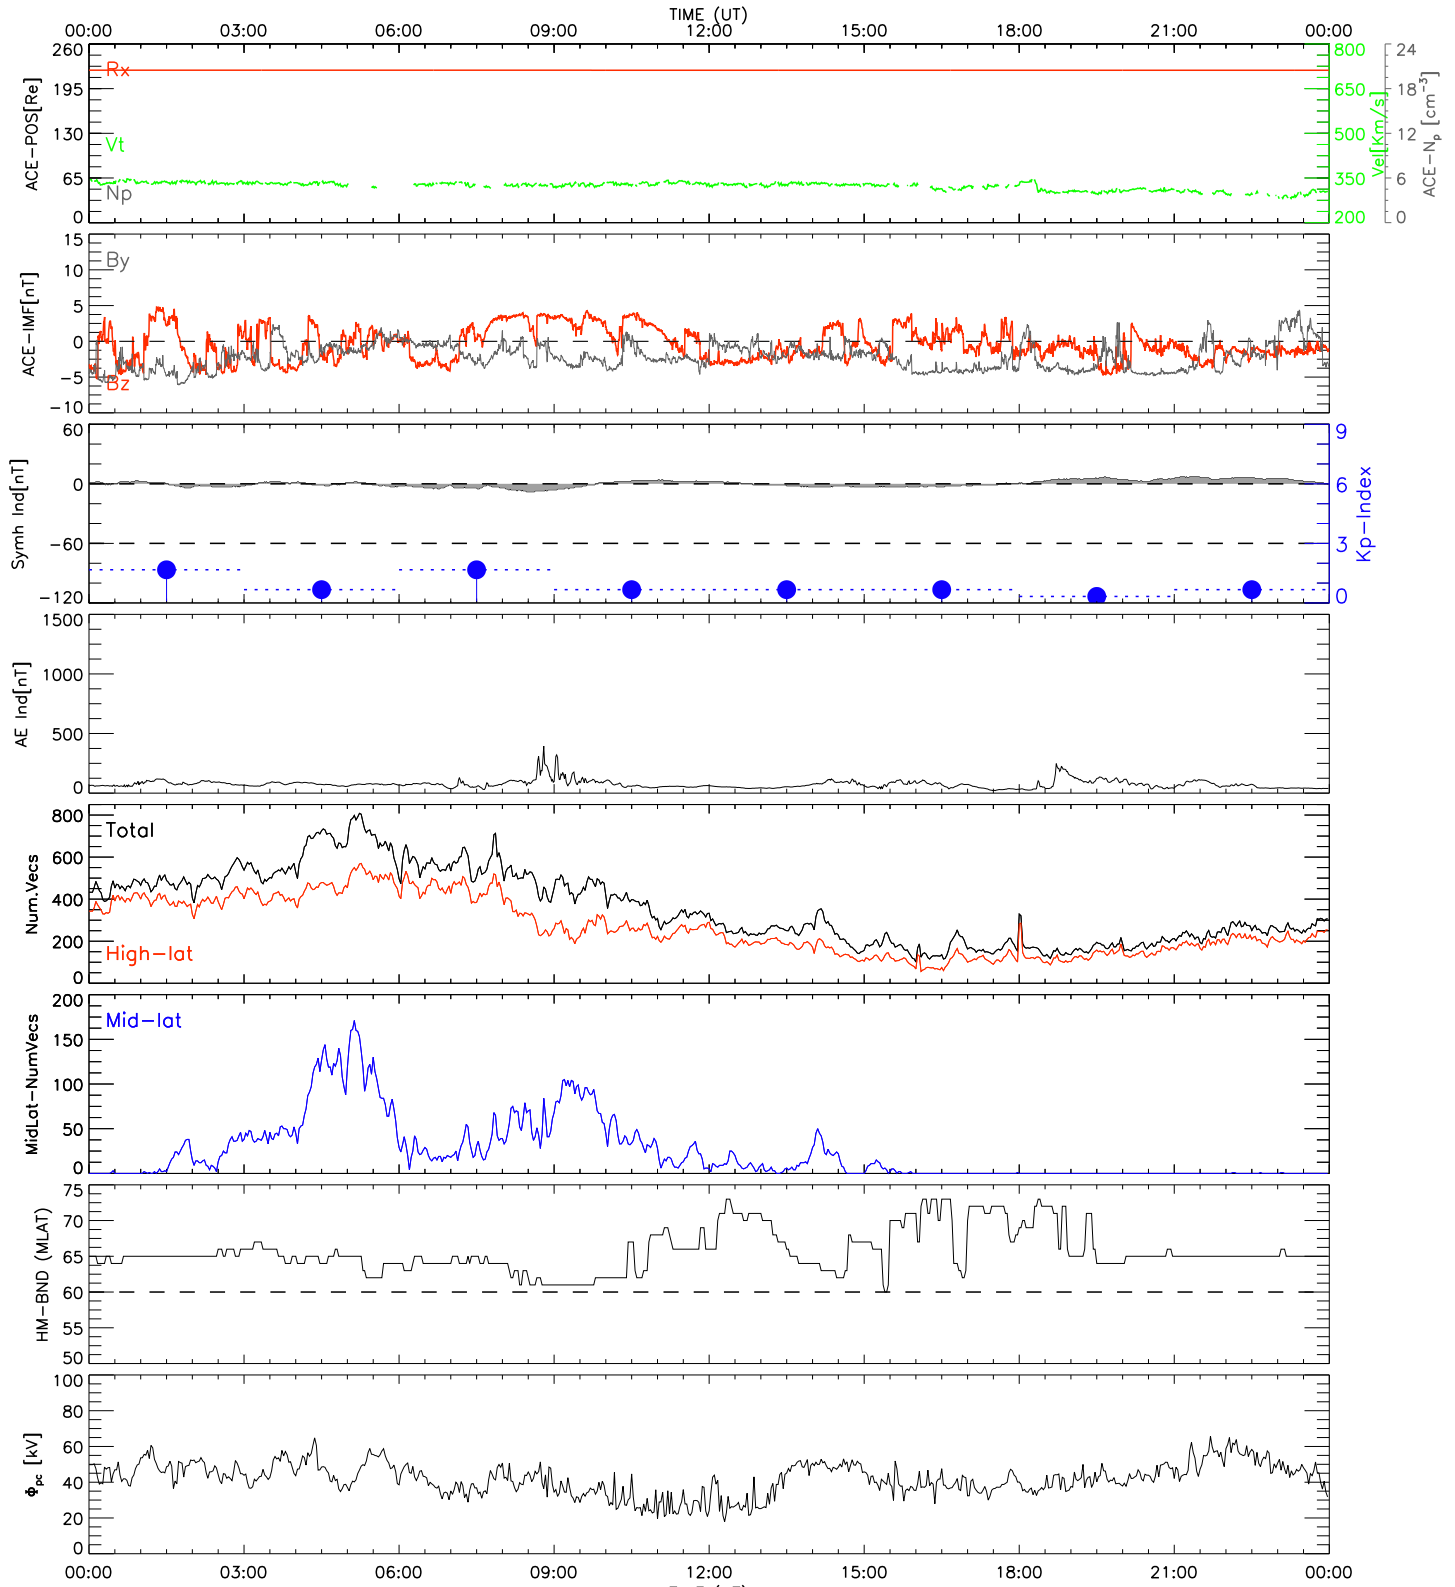 TIME (UT)
00:00 03:00 06:00 09:00 12:00 15:00 18:00 21:00 00:00
ACE-POS[Re]
260
195
130
65
0
Rx
Vt
Np
800
650
500
350
200
Vel[Km/s]
24
18
12
6
0
ACE-Np [cm-3]
ACE-IMF[nT]
15
10
5
0
-5
-10
By
Bz
Symh Ind[nT]
60
0
-60
-120
9
6
3
0
Kp-Index
AE Ind[nT]
1500
1000
500
0
Num.Vecs
800
600
400
200
0
Total
High-lat
MidLat-NumVecs
200
150
100
50
0
Mid-lat
HM-BND (MLAT)
75
70
65
60
55
50
Φpc [kV]
100
80
60
40
20
0
00:00 03:00 06:00 09:00 12:00 15:00 18:00 21:00 00:00